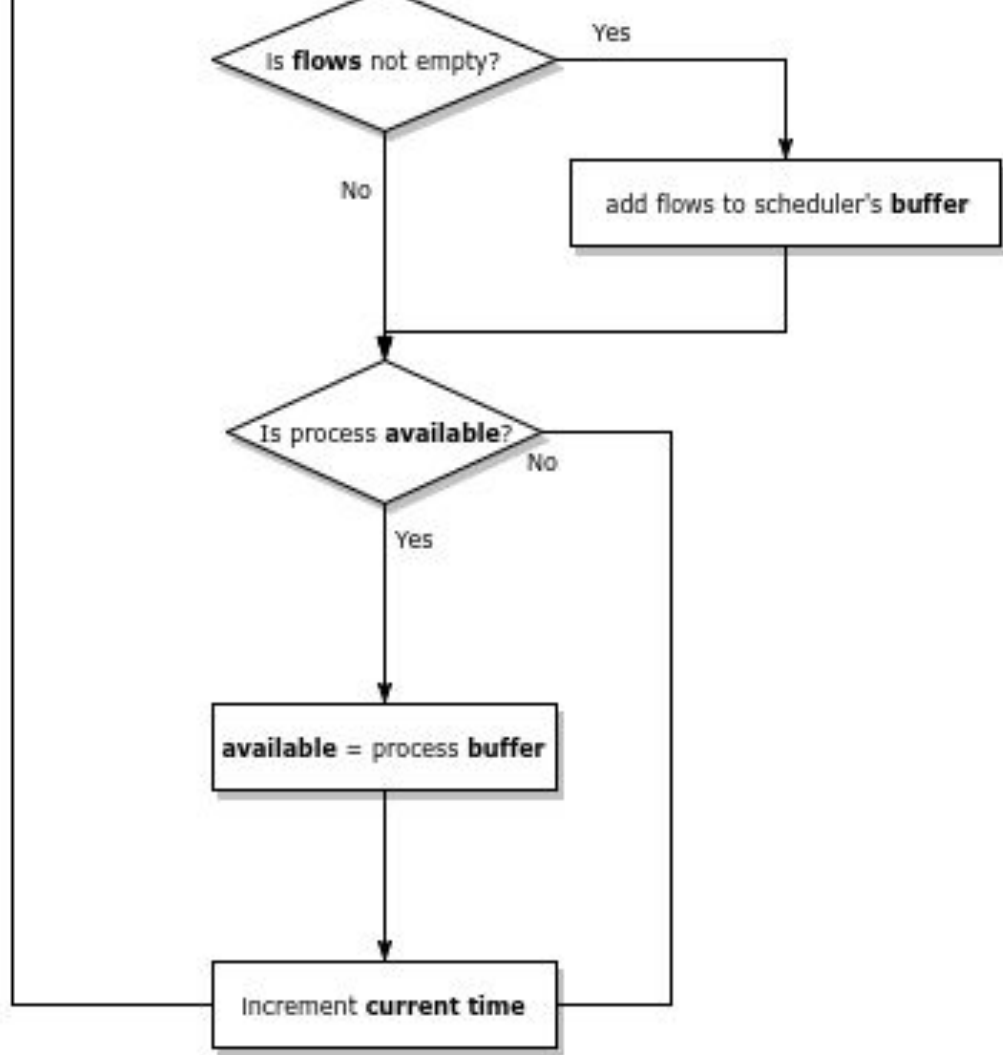 Is flows not empty?
Yes
No
add flows to scheduler's buffer
Is process available?
No
Yes
available = process buffer
Increment current time